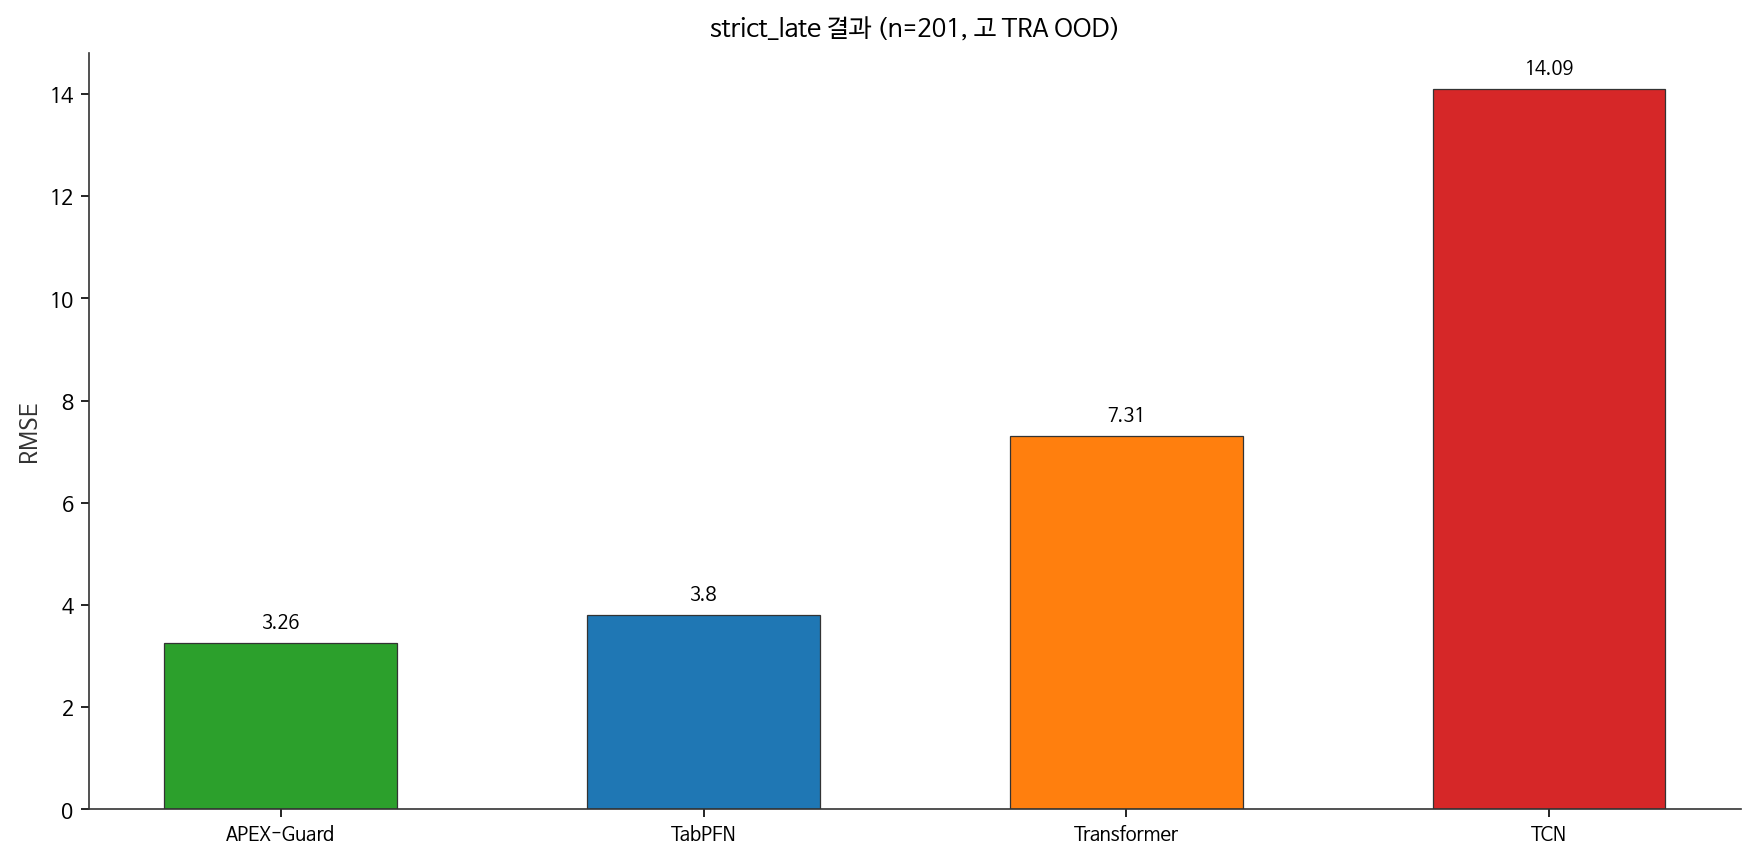 strict_late 결과 (n=201, 고 TRA OOD)
RMSE
14
12
10
8
6
4
2
0
3.26
3.8
7.31
14.09
APEX-Guard
TabPFN
Transformer
TCN